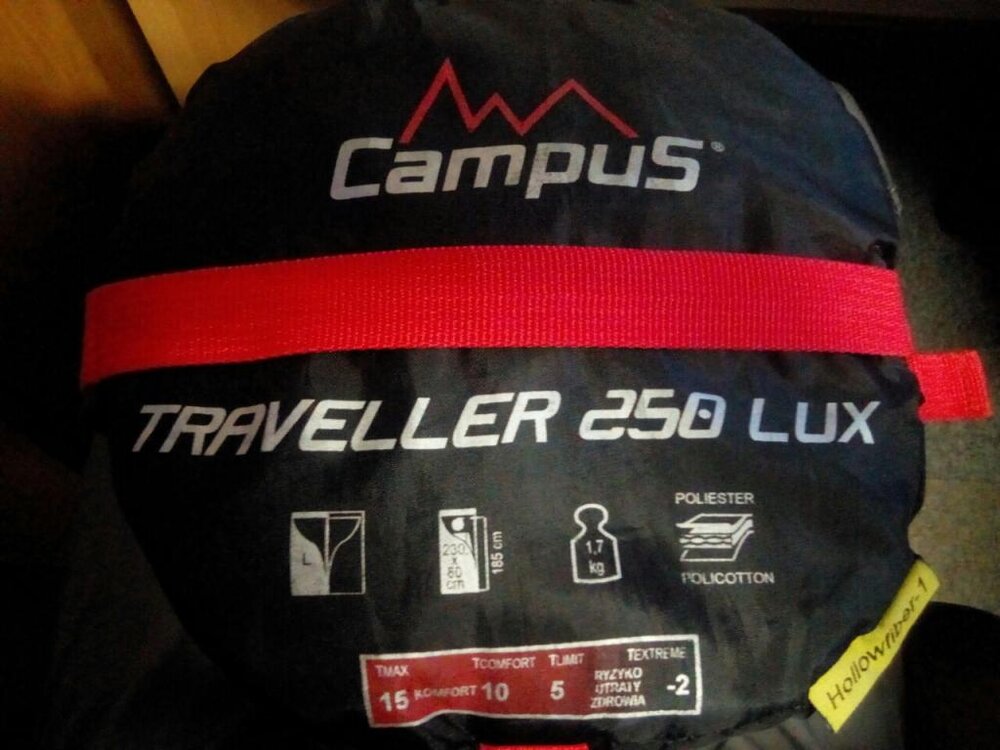 CampuS®
TRAVELLER 250 LUX
L
230
x
80
cm
185 cm
1,7
kg
POLIESTER
POLICOTTON
TMAX TCOMFORT TLIMIT TEXTREME
15 KOMFORT 10 5 RYZYKO UTRATY ZDROWIA -2
Hollowfiber-1